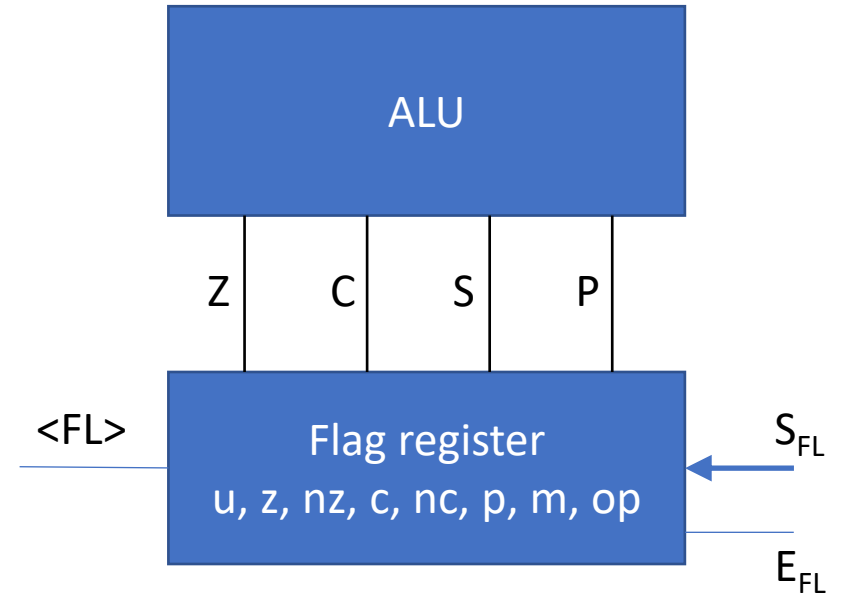 ALU
Z C S P
<FL>
Flag register
u, z, nz, c, nc, p, m, op
S_FL
E_FL